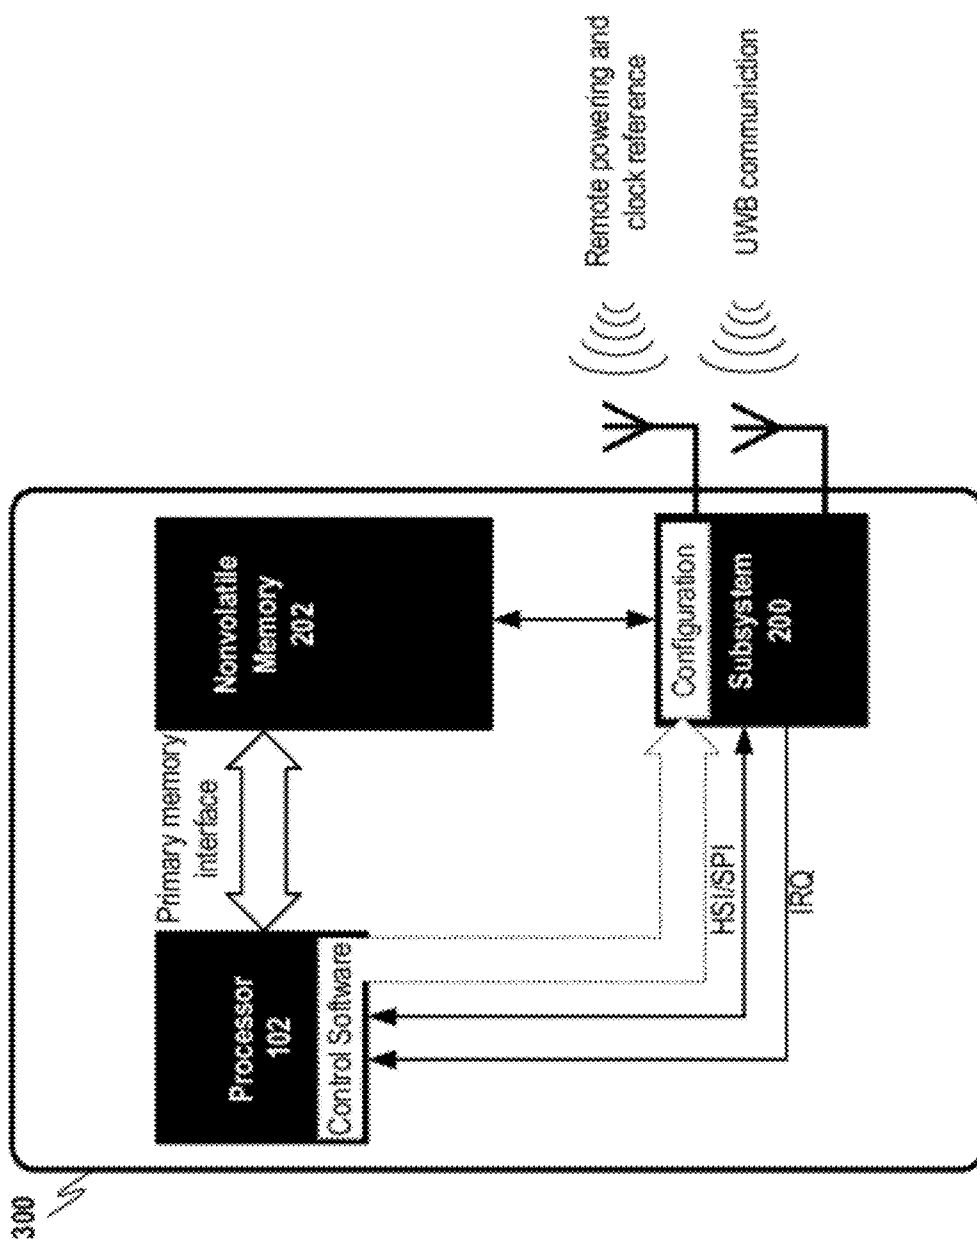 300
Processor
102
Control Software
Primary memory
interface
Nonvolatile
Memory
202
HSI/SPI
IRQ
Configuration
Subsystem
200
Remote powering and
clock reference
UWB communiction